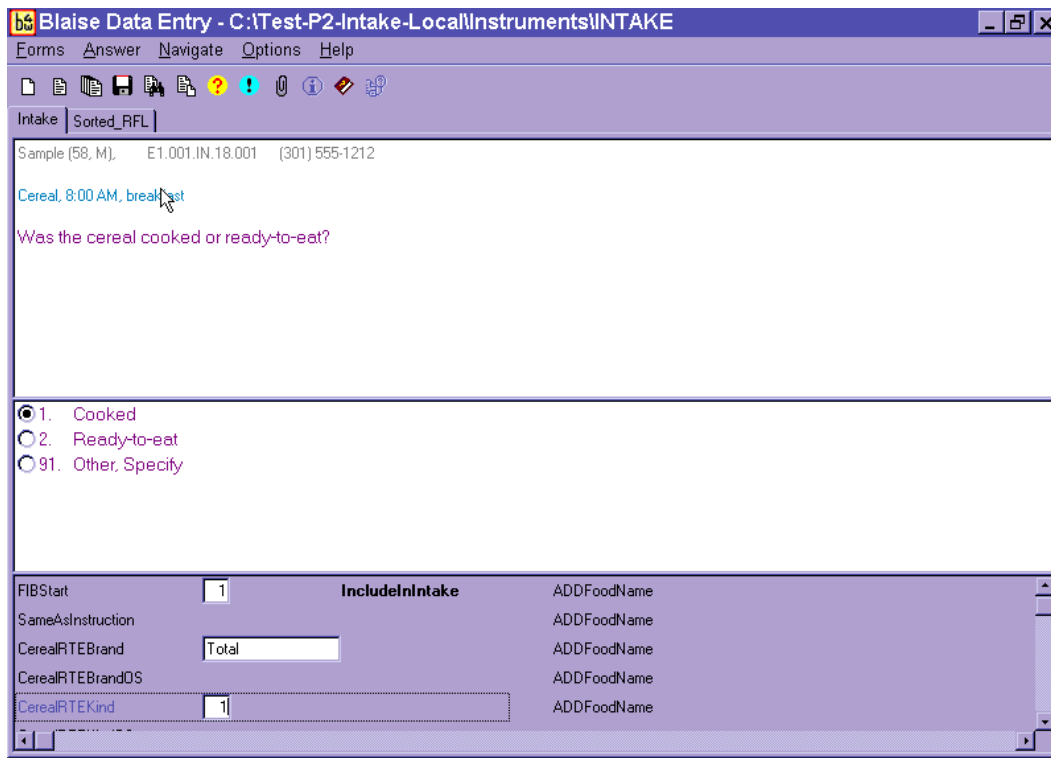 Blaise Data Entry - C:\Test-P2-Intake-Local\Instruments\INTAKE
Forms Answer Navigate Options Help
Intake Sorted_RFL
Sample (58, M), E1.001.IN.18.001 (301) 555-1212
Cereal, 8:00 AM, breakfast
Was the cereal cooked or ready-to-eat?
1. Cooked
2. Ready-to-eat
91. Other, Specify
FIBStart 1 IncludeInIntake ADDFoodName
SameAsInstruction ADDFoodName
CerealRTEBrand Total ADDFoodName
CerealRTEBrandOS ADDFoodName
CerealRTEKind 1 ADDFoodName